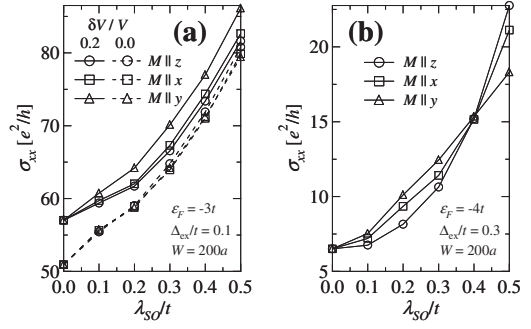 (a)
δV/V
0.2 0.0
M || z
M || x
M || y
σxx [e²/h]
80
70
60
50
εF = -3t
Δex/t = 0.1
W = 200a
0.0 0.1 0.2 0.3 0.4 0.5
λSO/t
(b)
M || z
M || x
M || y
σxx [e²/h]
20
15
10
5
εF = -4t
Δex/t = 0.3
W = 200a
0.0 0.1 0.2 0.3 0.4 0.5
λSO/t